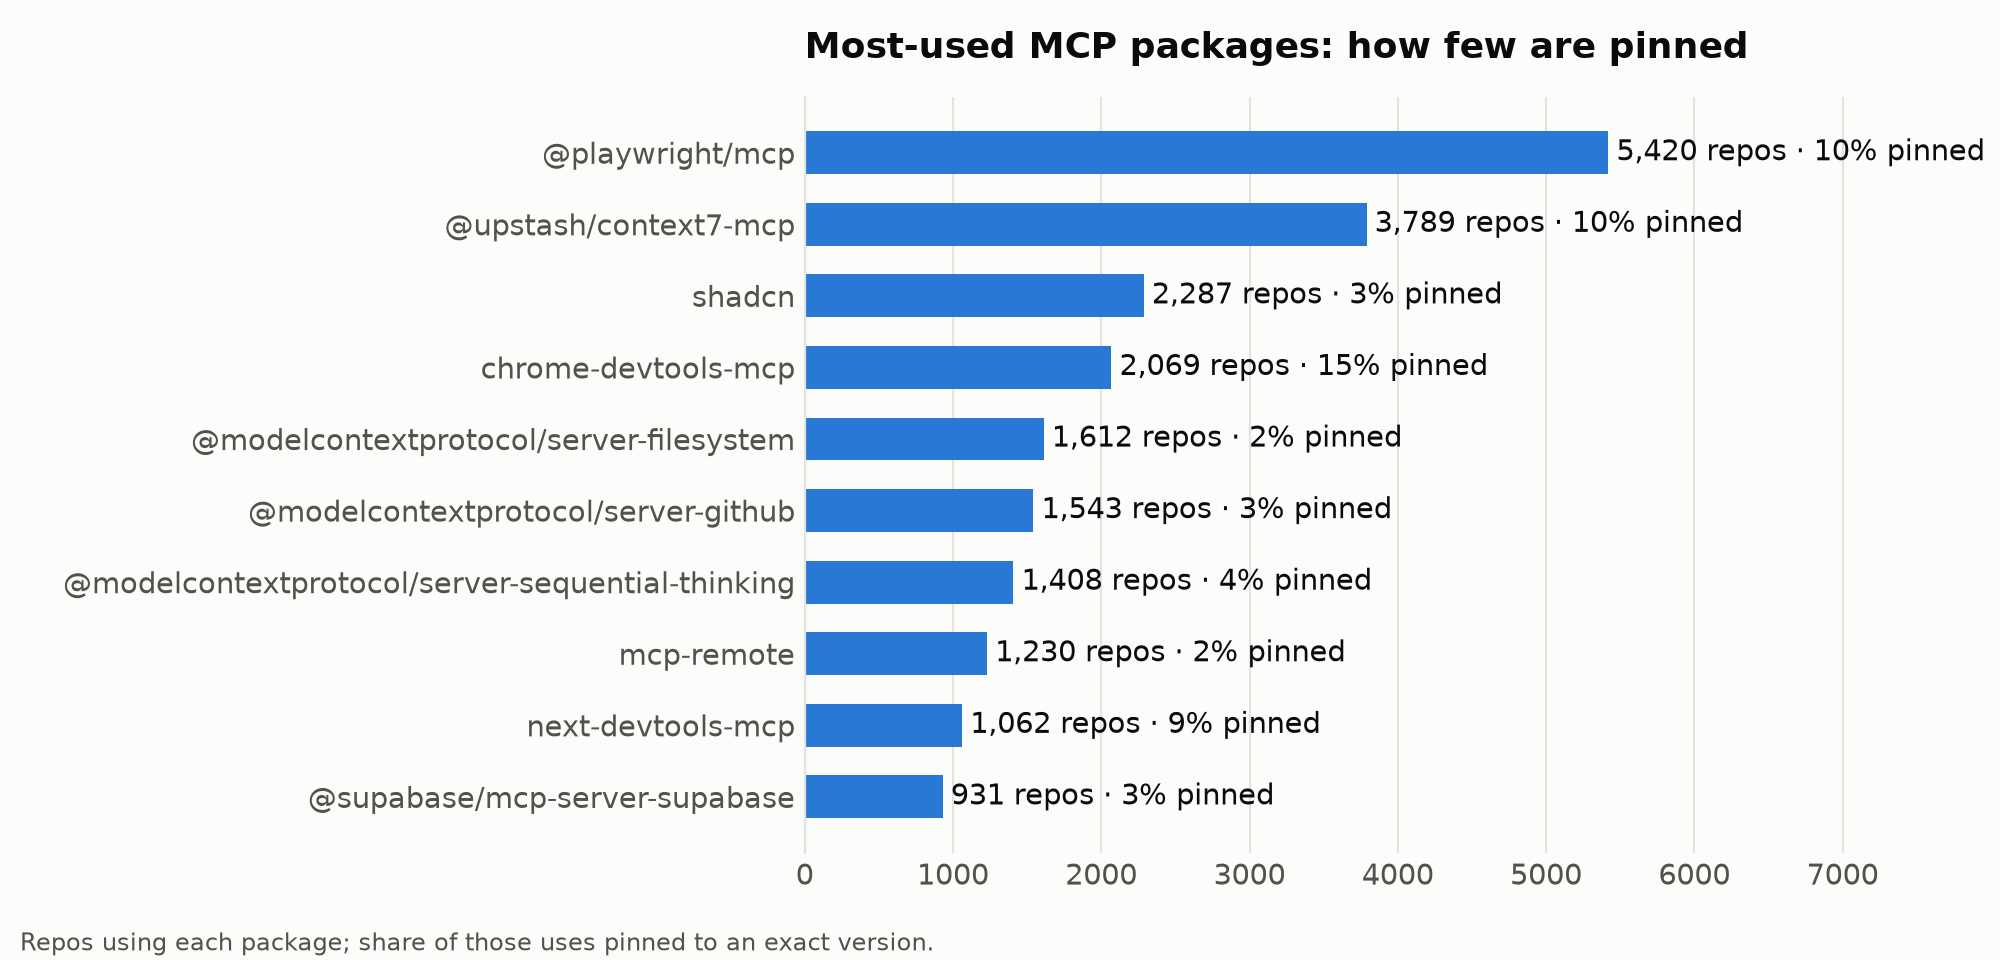 Most-used MCP packages: how few are pinned
@playwright/mcp 5,420 repos · 10% pinned
@upstash/context7-mcp 3,789 repos · 10% pinned
shadcn 2,287 repos · 3% pinned
chrome-devtools-mcp 2,069 repos · 15% pinned
@modelcontextprotocol/server-filesystem 1,612 repos · 2% pinned
@modelcontextprotocol/server-github 1,543 repos · 3% pinned
@modelcontextprotocol/server-sequential-thinking 1,408 repos · 4% pinned
mcp-remote 1,230 repos · 2% pinned
next-devtools-mcp 1,062 repos · 9% pinned
@supabase/mcp-server-supabase 931 repos · 3% pinned
0 1000 2000 3000 4000 5000 6000 7000
Repos using each package; share of those uses pinned to an exact version.